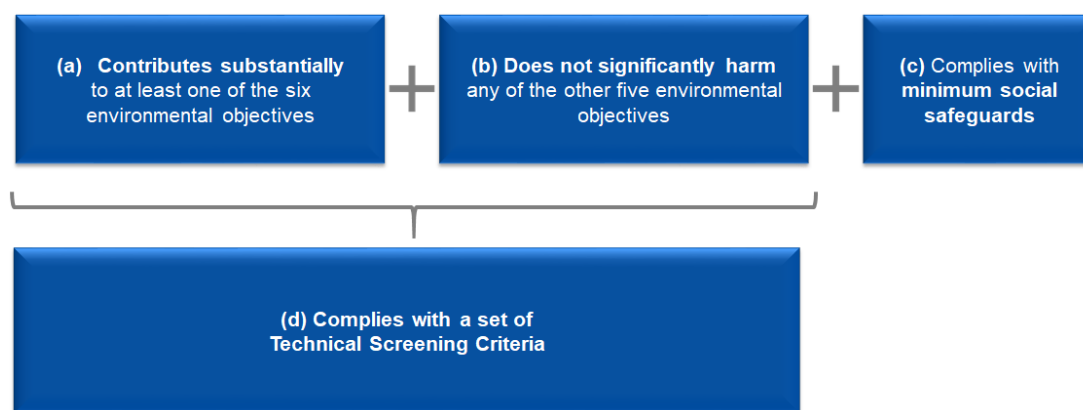 (a) Contributes substantially
to at least one of the six
environmental objectives
(b) Does not significantly harm
any of the other five environmental
objectives
(c) Complies with
minimum social
safeguards
(d) Complies with a set of
Technical Screening Criteria